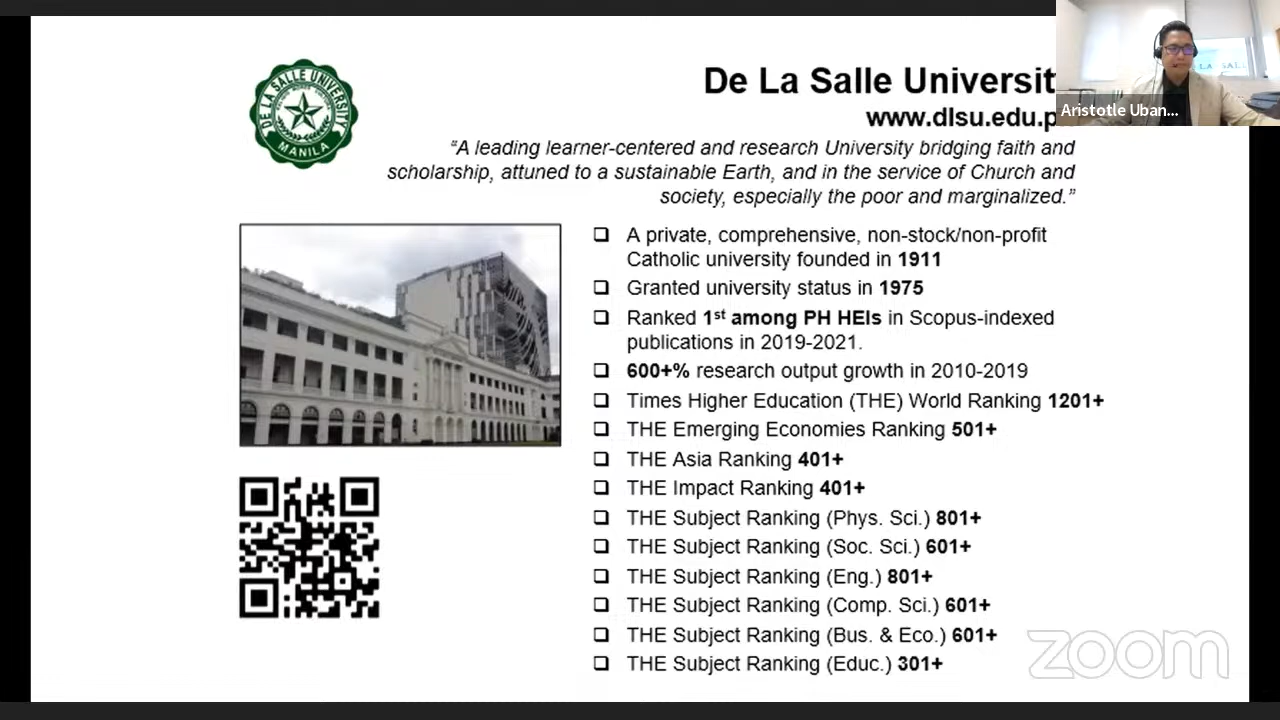 De La Salle Universit
www.dlsu.edu.p
Aristotle Uban...
"A leading learner-centered and research University bridging faith and
scholarship, attuned to a sustainable Earth, and in the service of Church and
society, especially the poor and marginalized."
DE LA SALLE UNIVERSITY
MANILA
A private, comprehensive, non-stock/non-profit
Catholic university founded in 1911
Granted university status in 1975
Ranked 1st among PH HEIs in Scopus-indexed
publications in 2019-2021.
600+% research output growth in 2010-2019
Times Higher Education (THE) World Ranking 1201+
THE Emerging Economies Ranking 501+
THE Asia Ranking 401+
THE Impact Ranking 401+
THE Subject Ranking (Phys. Sci.) 801+
THE Subject Ranking (Soc. Sci.) 601+
THE Subject Ranking (Eng.) 801+
THE Subject Ranking (Comp. Sci.) 601+
THE Subject Ranking (Bus. & Eco.) 601+
THE Subject Ranking (Educ.) 301+
zoom